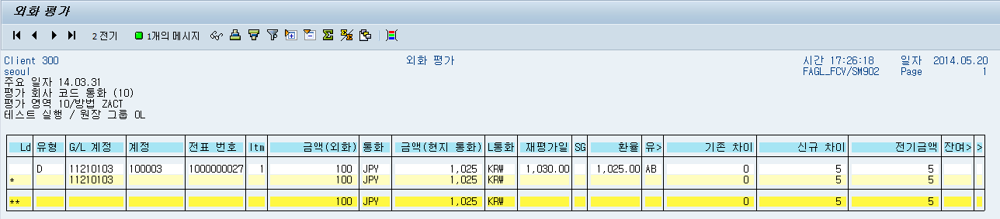 외화 평가
2 전기 1개의 메시지
Client 300 외화 평가 시간 17:26:18 일자 2014.05.20
seoul FAGL_FCV/SM902 Page 1
주요 일자 14.03.31
평가 회사 코드 통화 (10)
평가 영역 10/방법 ZACT
테스트 실행 / 원장 그룹 0L
Ld 유형 G/L 계정 계정 전표 번호 Itm 금액(외화) 통화 금액(현지 통화) L통화 재평가일 SG 환율 유> 기존 차이 신규 차이 전기금액 잔여> >
D 11210103 100003 1000000027 1 100 JPY 1,025 KRW 1,030.00 1,025.00 AB 0 5 5
* 11210103 100 JPY 1,025 KRW 0 5 5
** 100 JPY 1,025 KRW 0 5 5